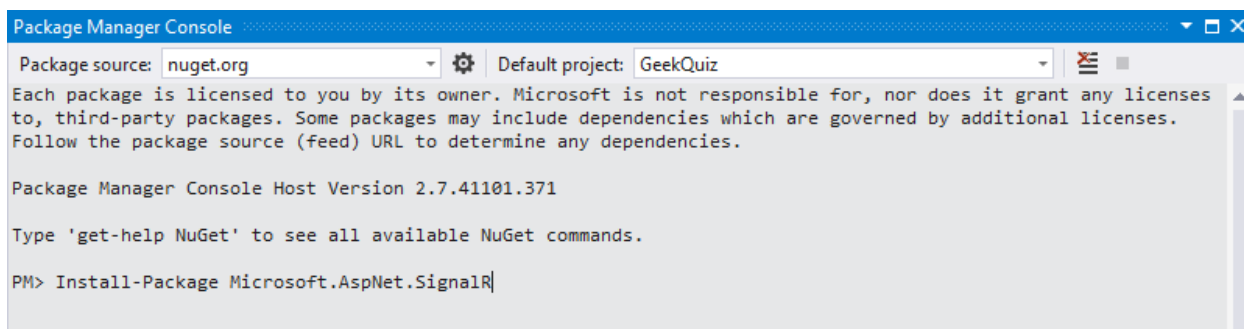 Package Manager Console
Package source: nuget.org Default project: GeekQuiz
Each package is licensed to you by its owner. Microsoft is not responsible for, nor does it grant any licenses
to, third-party packages. Some packages may include dependencies which are governed by additional licenses.
Follow the package source (feed) URL to determine any dependencies.
Package Manager Console Host Version 2.7.41101.371
Type 'get-help NuGet' to see all available NuGet commands.
PM> Install-Package Microsoft.AspNet.SignalR